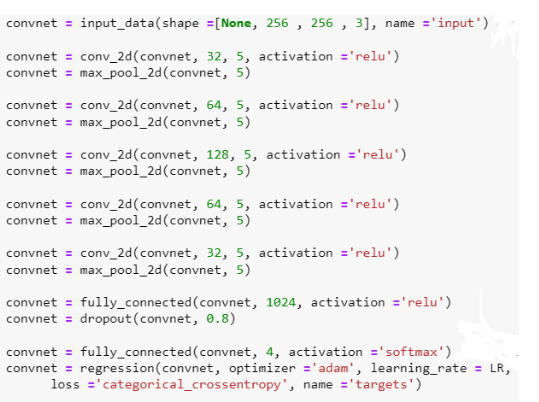 convnet = input_data(shape =[None, 256 , 256 , 3], name ='input')
convnet = conv_2d(convnet, 32, 5, activation ='relu')
convnet = max_pool_2d(convnet, 5)
convnet = conv_2d(convnet, 64, 5, activation ='relu')
convnet = max_pool_2d(convnet, 5)
convnet = conv_2d(convnet, 128, 5, activation ='relu')
convnet = max_pool_2d(convnet, 5)
convnet = conv_2d(convnet, 64, 5, activation ='relu')
convnet = max_pool_2d(convnet, 5)
convnet = conv_2d(convnet, 32, 5, activation ='relu')
convnet = max_pool_2d(convnet, 5)
convnet = fully_connected(convnet, 1024, activation ='relu')
convnet = dropout(convnet, 0.8)
convnet = fully_connected(convnet, 4, activation ='softmax')
convnet = regression(convnet, optimizer ='adam', learning_rate = LR,
loss ='categorical_crossentropy', name ='targets')